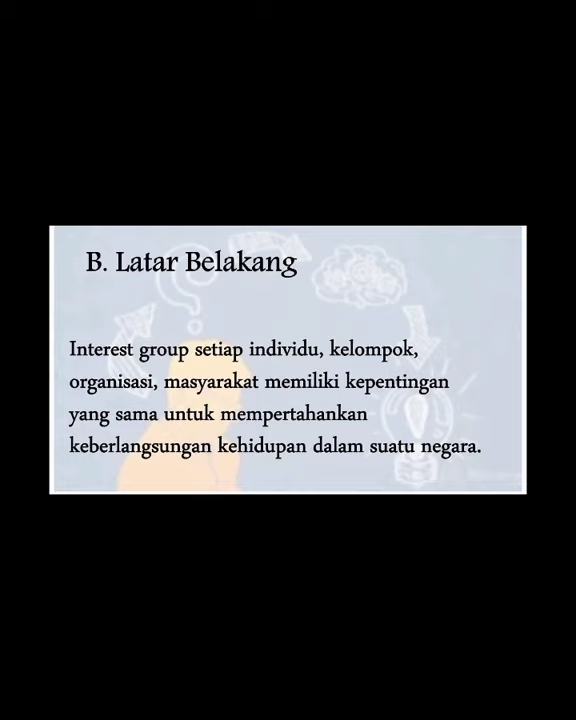 B. Latar Belakang
Interest group setiap individu, kelompok,
organisasi, masyarakat memiliki kepentingan
yang sama untuk mempertahankan
keberlangsungan kehidupan dalam suatu negara.